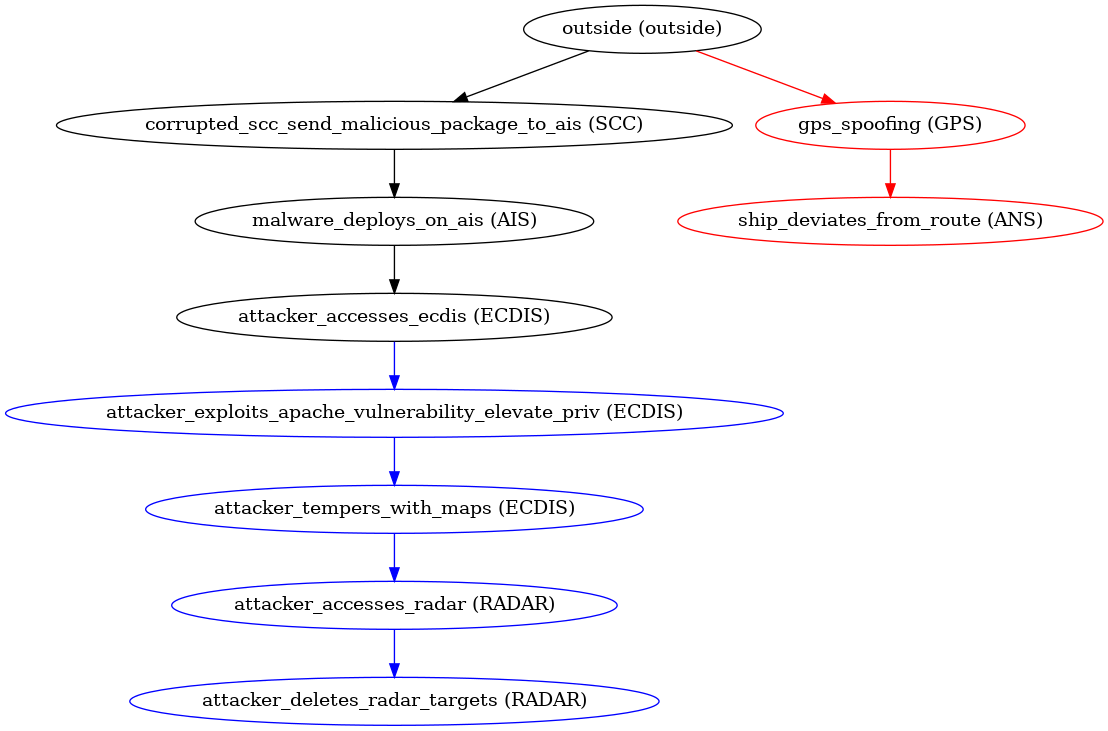 outside (outside)
corrupted_scc_send_malicious_package_to_ais (SCC)
gps_spoofing (GPS)
malware_deploys_on_ais (AIS)
ship_deviates_from_route (ANS)
attacker_accesses_ecdis (ECDIS)
attacker_exploits_apache_vulnerability_elevate_priv (ECDIS)
attacker_tempers_with_maps (ECDIS)
attacker_accesses_radar (RADAR)
attacker_deletes_radar_targets (RADAR)